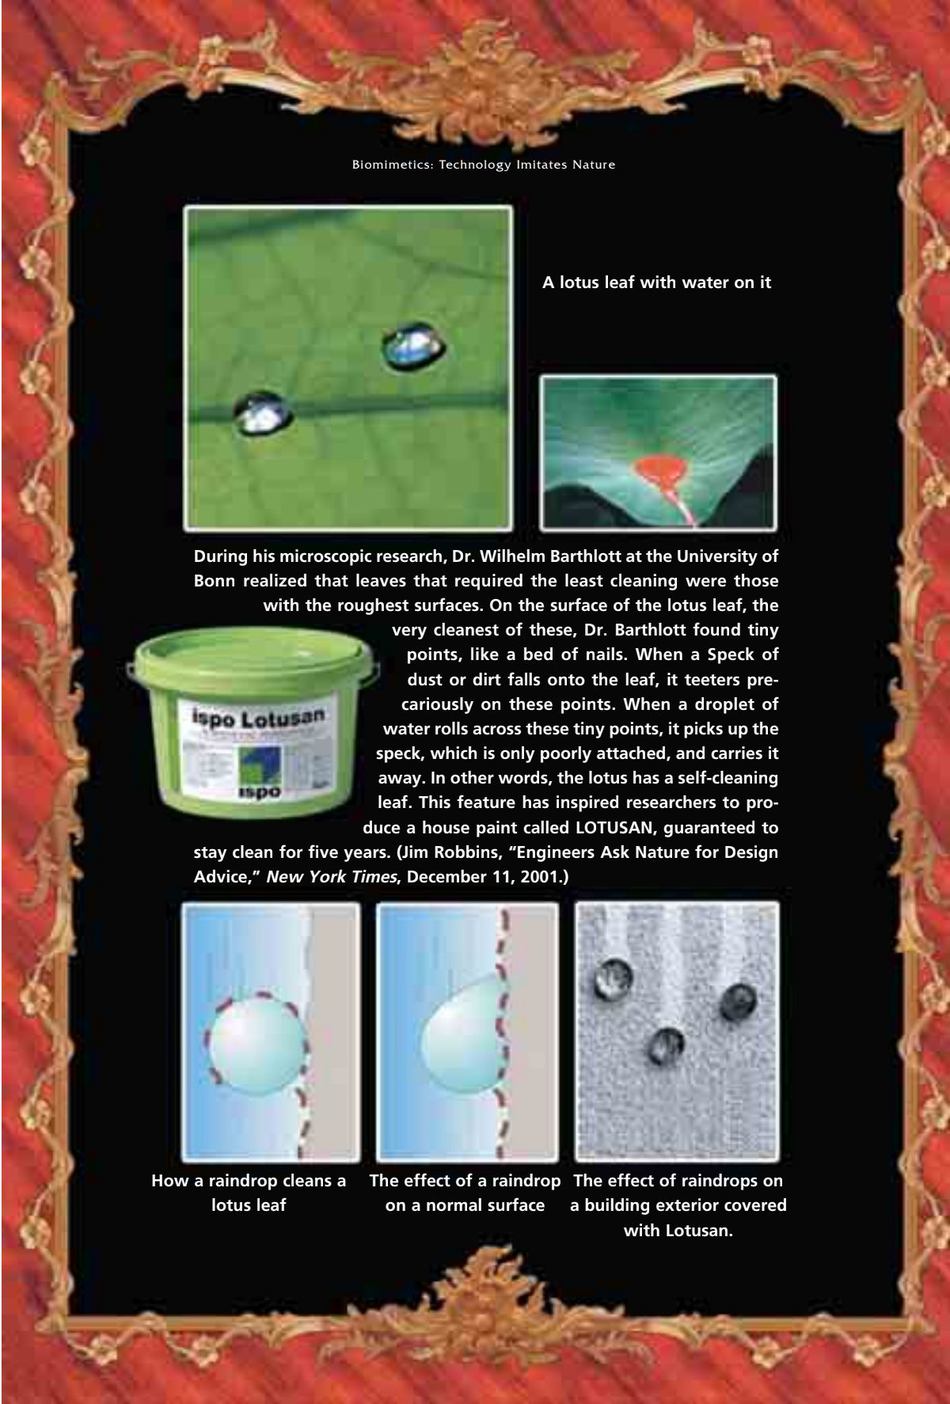 Biomimetics: Technology Imitates Nature
A lotus leaf with water on it
During his microscopic research, Dr. Wilhelm Barthlott at the University of
Bonn realized that leaves that required the least cleaning were those
with the roughest surfaces. On the surface of the lotus leaf, the
very cleanest of these, Dr. Barthlott found tiny
points, like a bed of nails. When a Speck of
dust or dirt falls onto the leaf, it teeters pre-
cariously on these points. When a droplet of
water rolls across these tiny points, it picks up the
speck, which is only poorly attached, and carries it
away. In other words, the lotus has a self-cleaning
leaf. This feature has inspired researchers to pro-
duce a house paint called LOTUSAN, guaranteed to
stay clean for five years. (Jim Robbins, “Engineers Ask Nature for Design
Advice,” New York Times, December 11, 2001.)
ispo Lotusan
ispo
How a raindrop cleans a
lotus leaf
The effect of a raindrop
on a normal surface
The effect of raindrops on
a building exterior covered
with Lotusan.